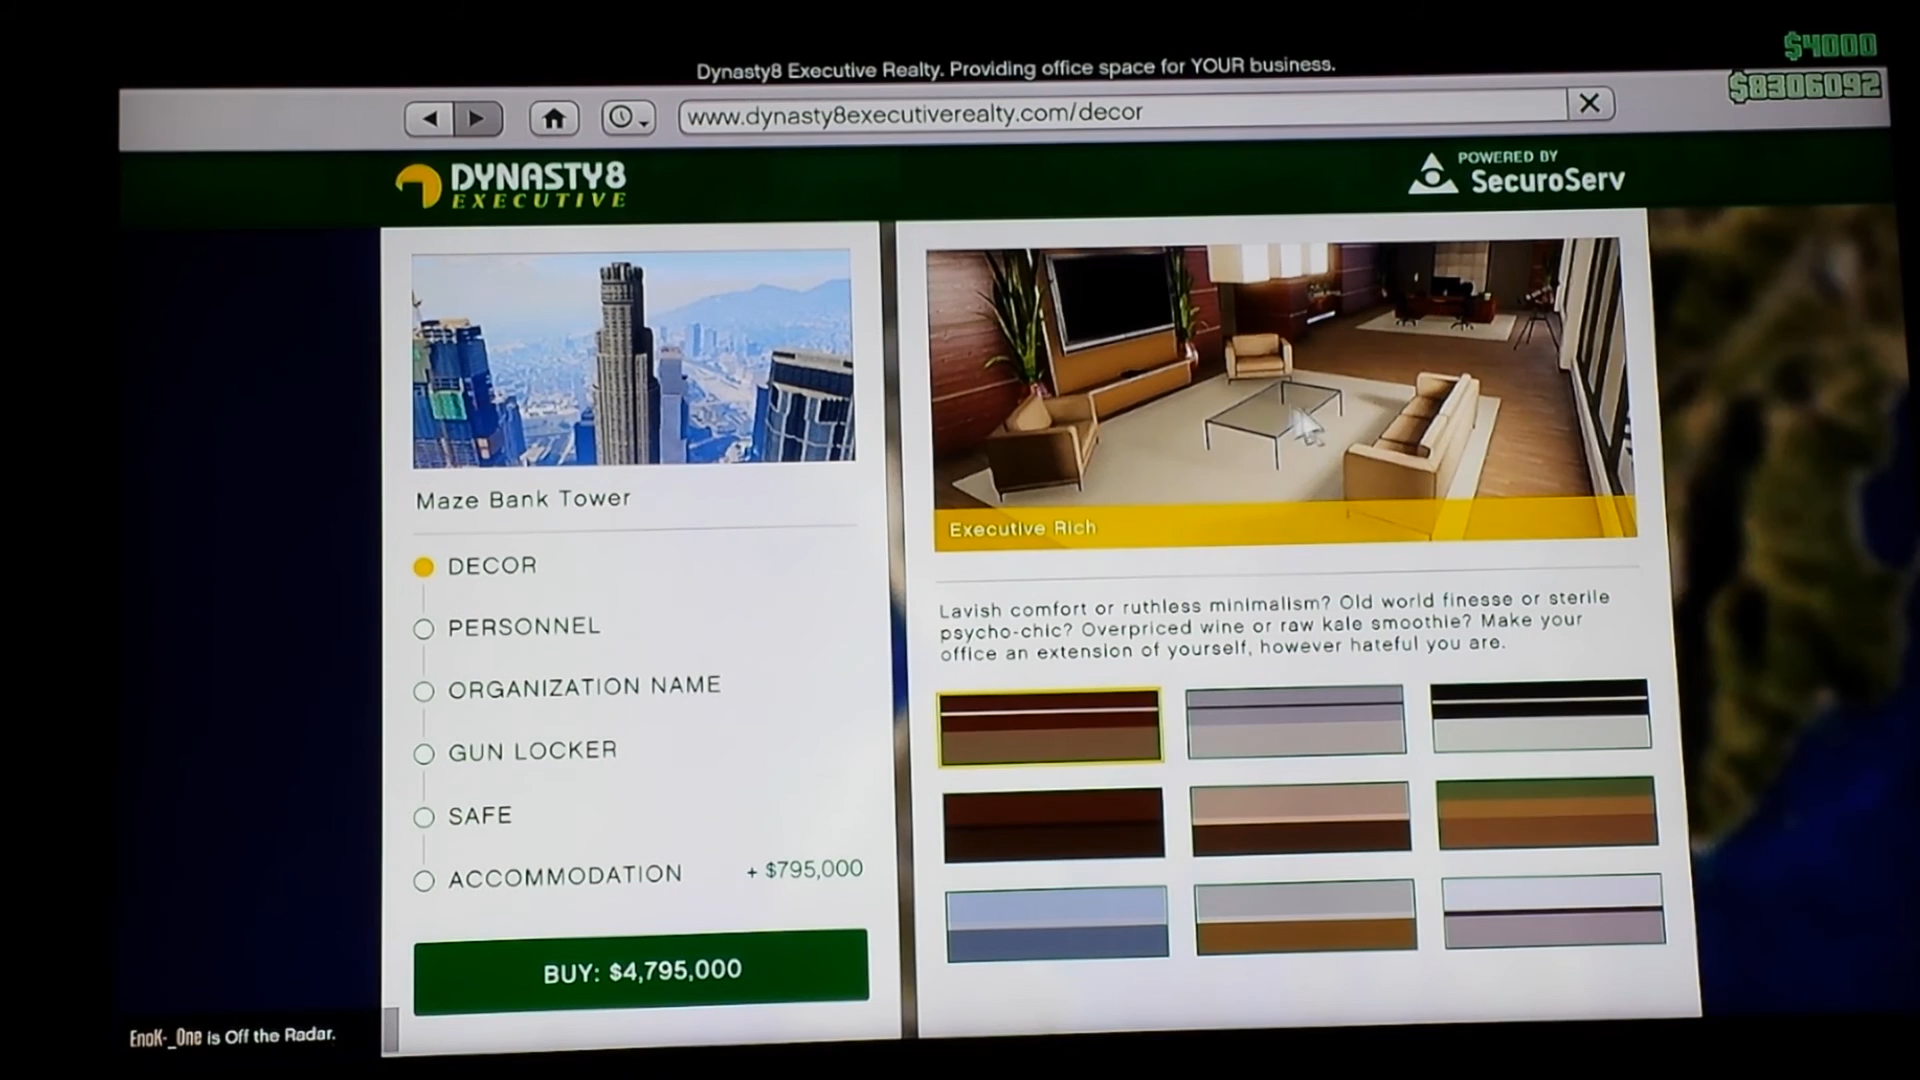 $4000
Dynasty8 Executive Realty. Providing office space for YOUR business.
$8306092
www.dynasty8executiverealty.com/decor
DYNASTY8
EXECUTIVE
POWERED BY
SecuroServ
Maze Bank Tower
DECOR
PERSONNEL
ORGANIZATION NAME
GUN LOCKER
SAFE
ACCOMMODATION + $795,000
BUY: $4,795,000
Executive Rich
Lavish comfort or ruthless minimalism? Old world finesse or sterile
psycho-chic? Overpriced wine or raw kale smoothie? Make your
office an extension of yourself, however hateful you are.
EnoK-_One is Off the Radar.